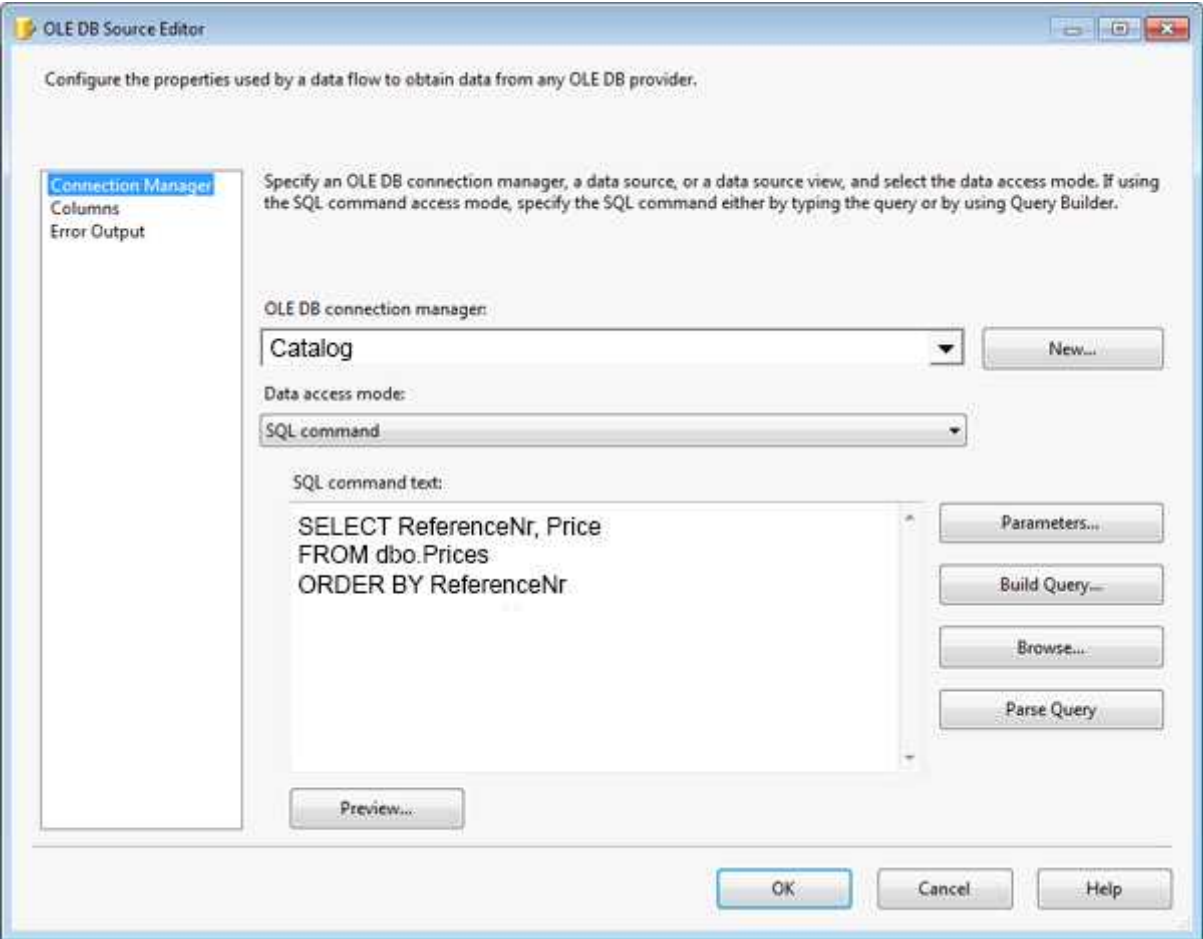 OLE DB Source Editor
Configure the properties used by a data flow to obtain data from any OLE DB provider.
Connection Manager
Columns
Error Output
Specify an OLE DB connection manager, a data source, or a data source view, and select the data access mode. If using
the SQL command access mode, specify the SQL command either by typing the query or by using Query Builder.
OLE DB connection manager:
Catalog
New...
Data access mode:
SQL command
SQL command text:
SELECT ReferenceNr, Price
FROM dbo.Prices
ORDER BY ReferenceNr
Parameters...
Build Query...
Browse...
Parse Query
Preview...
OK
Cancel
Help